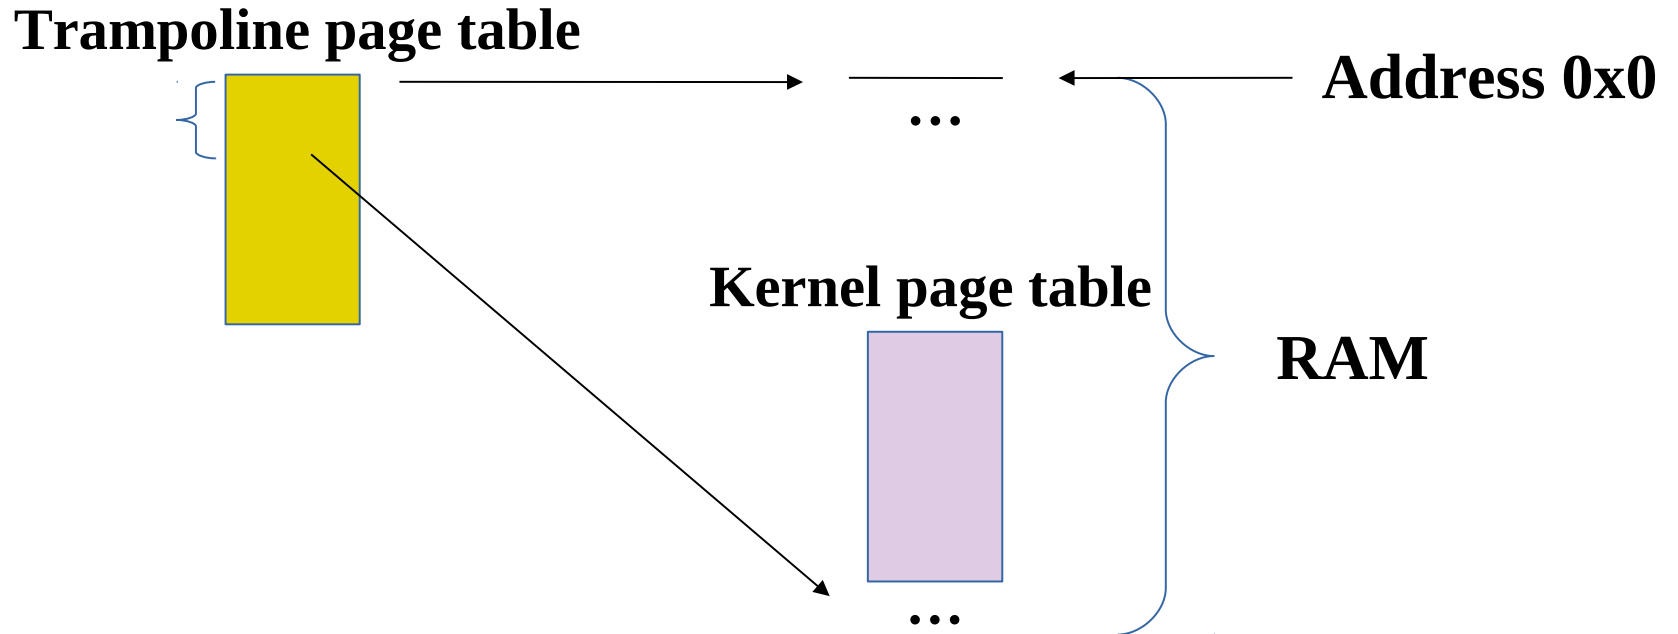 Trampoline page table
Address 0x0
...
Kernel page table
RAM
...